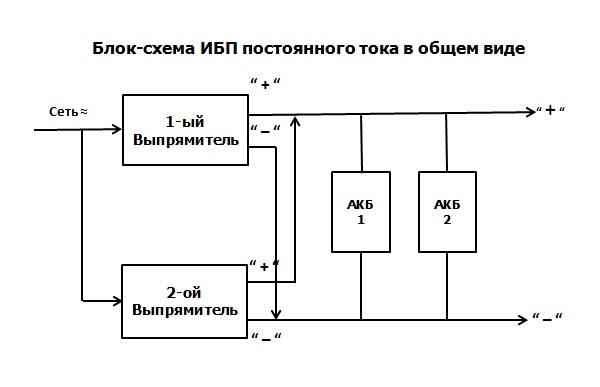 Блок-схема ИБП постоянного тока в общем виде
“ + “
Сеть ≈
1-ый
Выпрямитель
“ – “
“ + “
АКБ
1
АКБ
2
“ + “
2-ой
Выпрямитель
“ – “
“ – “